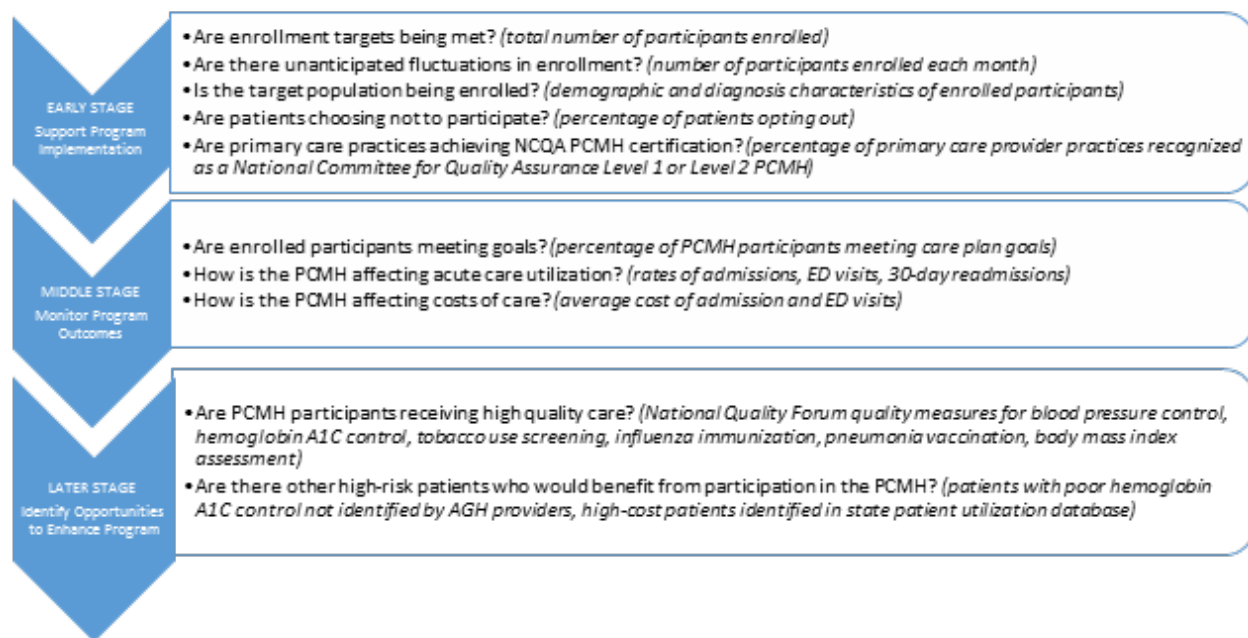 EARLY STAGE
Support Program
Implementation
•Are enrollment targets being met? (total number of participants enrolled)
•Are there unanticipated fluctuations in enrollment? (number of participants enrolled each month)
•Is the target population being enrolled? (demographic and diagnosis characteristics of enrolled participants)
•Are patients choosing not to participate? (percentage of patients opting out)
•Are primary care practices achieving NCQA PCMH certification? (percentage of primary care provider practices recognized
as a National Committee for Quality Assurance Level 1 or Level 2 PCMH)
MIDDLE STAGE
Monitor Program
Outcomes
•Are enrolled participants meeting goals? (percentage of PCMH participants meeting care plan goals)
•How is the PCMH affecting acute care utilization? (rates of admissions, ED visits, 30-day readmissions)
•How is the PCMH affecting costs of care? (average cost of admission and ED visits)
LATER STAGE
Identify Opportunities
to Enhance Program
•Are PCMH participants receiving high quality care? (National Quality Forum quality measures for blood pressure control,
hemoglobin A1C control, tobacco use screening, influenza immunization, pneumonia vaccination, body mass index
assessment)
•Are there other high-risk patients who would benefit from participation in the PCMH? (patients with poor hemoglobin
A1C control not identified by AGH providers, high-cost patients identified in state patient utilization database)